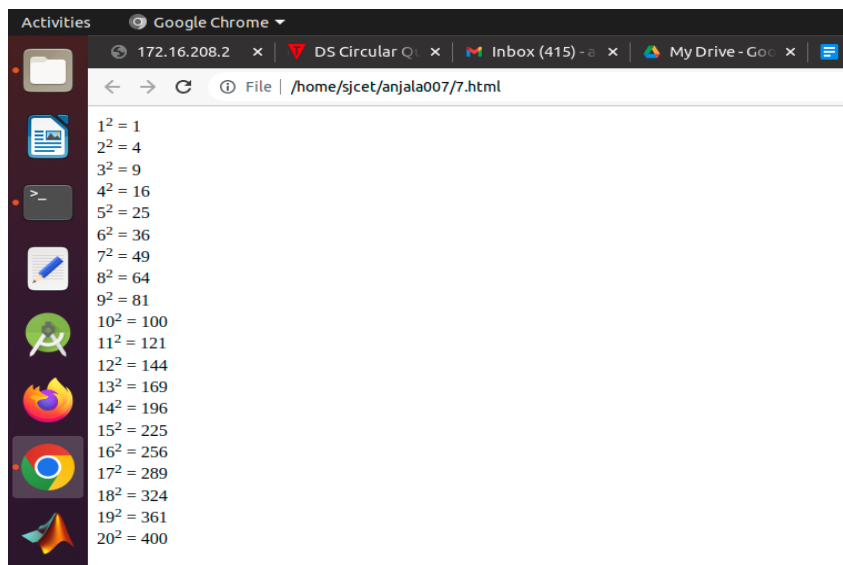 Activities Google Chrome
172.16.208.2 DS Circular Qu Inbox (415) - a My Drive - Goo
File /home/sjcet/anjala007/7.html
1² = 1
2² = 4
3² = 9
4² = 16
5² = 25
6² = 36
7² = 49
8² = 64
9² = 81
10² = 100
11² = 121
12² = 144
13² = 169
14² = 196
15² = 225
16² = 256
17² = 289
18² = 324
19² = 361
20² = 400